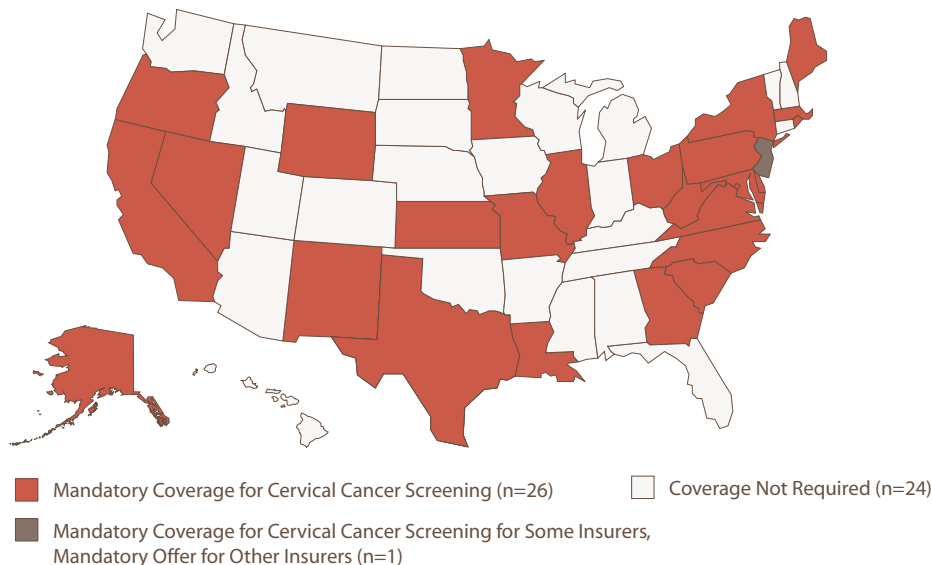 Mandatory Coverage for Cervical Cancer Screening (n=26)
Coverage Not Required (n=24)
Mandatory Coverage for Cervical Cancer Screening for Some Insurers,
Mandatory Offer for Other Insurers (n=1)